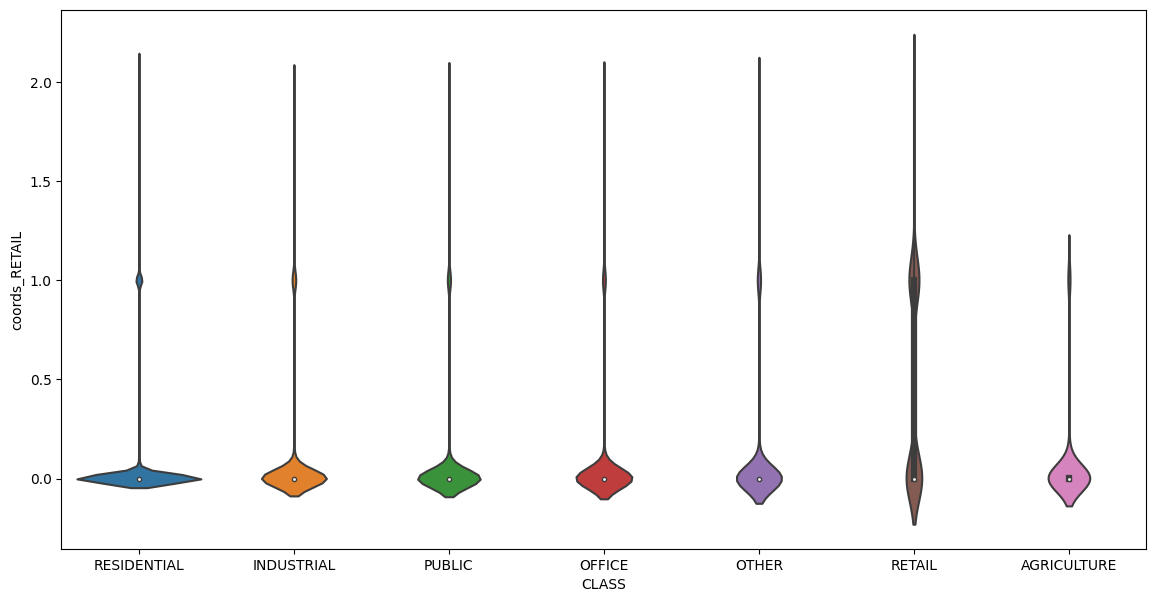 2.0
1.5
1.0
0.5
0.0
coords_RETAIL
RESIDENTIAL INDUSTRIAL PUBLIC OFFICE OTHER RETAIL AGRICULTURE
CLASS